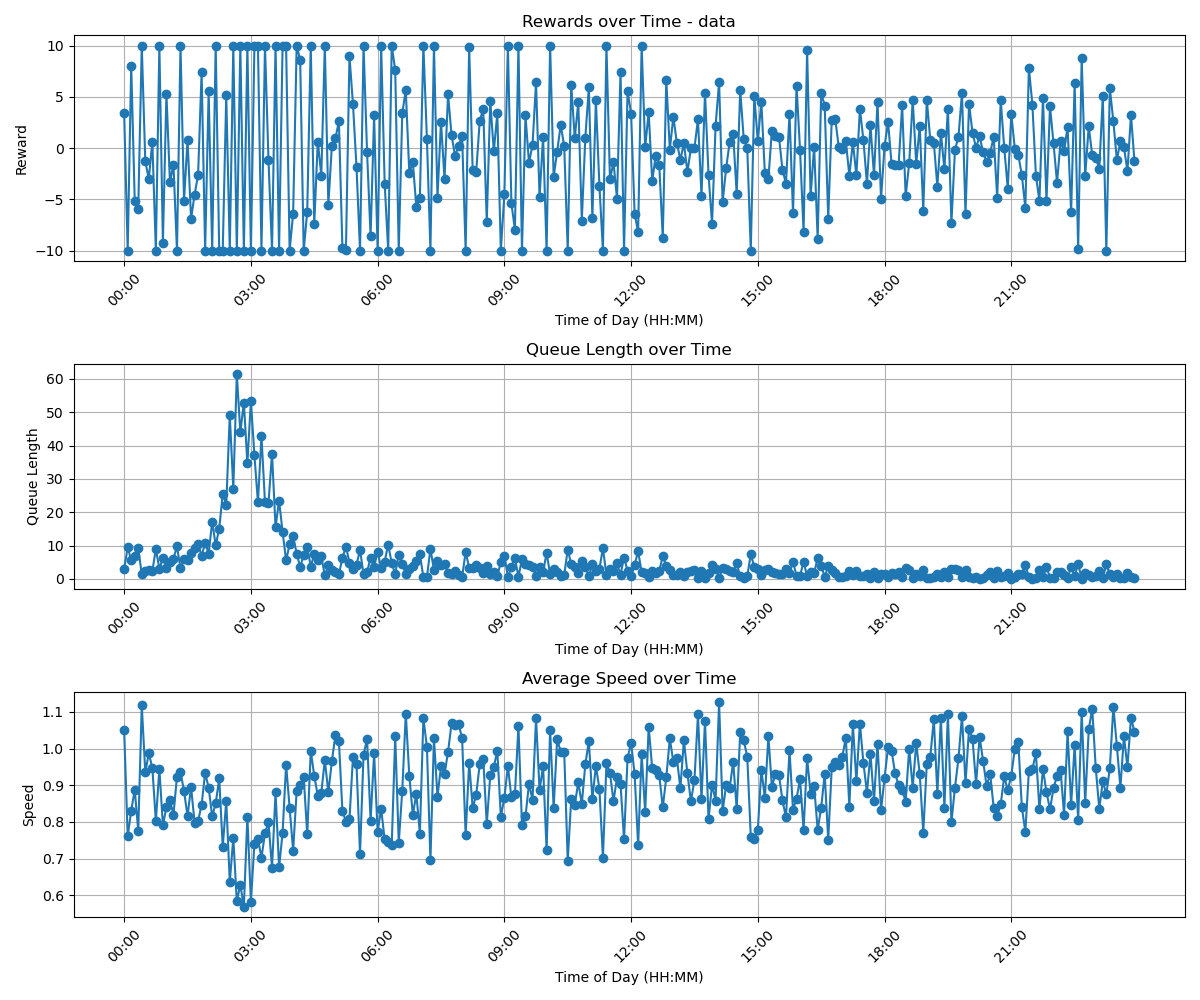 Rewards over Time - data
10
5
0
−5
−10
Reward
00:00 03:00 06:00 09:00 12:00 15:00 18:00 21:00
Time of Day (HH:MM)
Queue Length over Time
60
50
40
30
20
10
0
Queue Length
00:00 03:00 06:00 09:00 12:00 15:00 18:00 21:00
Time of Day (HH:MM)
Average Speed over Time
1.1
1.0
0.9
0.8
0.7
0.6
Speed
00:00 03:00 06:00 09:00 12:00 15:00 18:00 21:00
Time of Day (HH:MM)